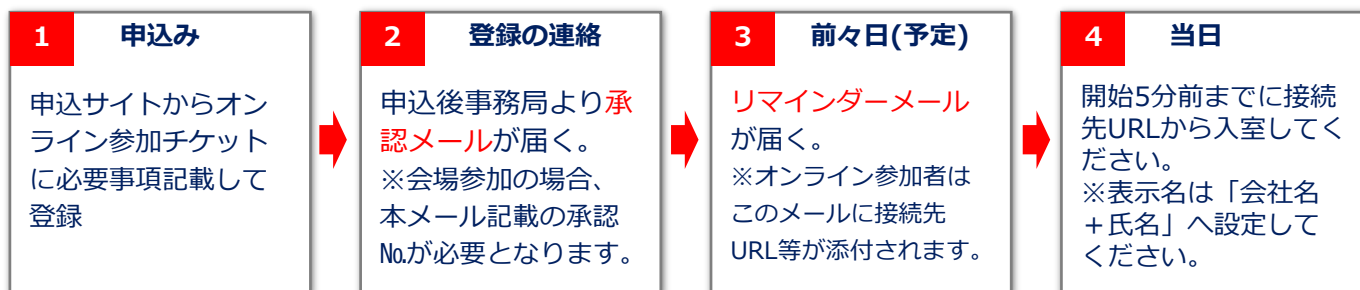 1 申込み
申込サイトからオン
ライン参加チケット
に必要事項記載して
登録
2 登録の連絡
申込後事務局より承
認メールが届く。
※会場参加の場合、
本メール記載の承認
№が必要となります。
3 前々日(予定)
リマインダーメール
が届く。
※オンライン参加者は
このメールに接続先
URL等が添付されます。
4 当日
開始5分前までに接続
先URLから入室してく
ださい。
※表示名は「会社名
＋氏名」へ設定して
ください。